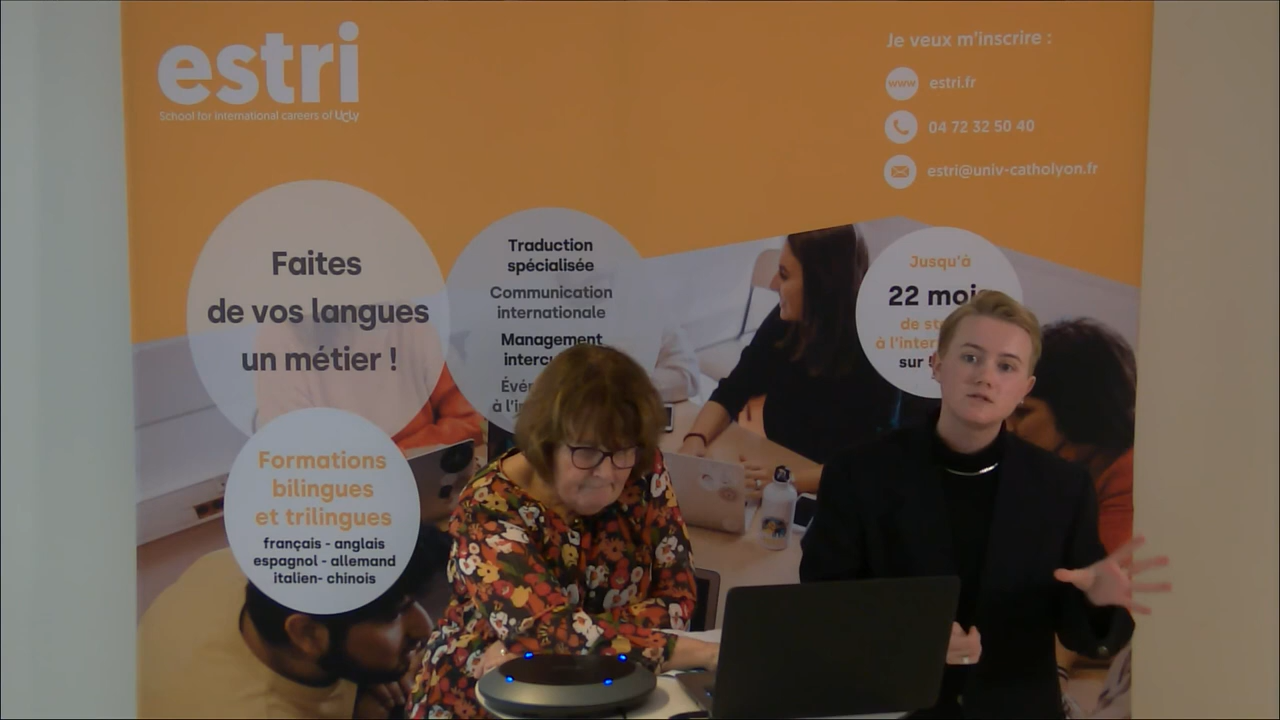 estri
School for international careers of UCLy
Je veux m'inscrire :
www
estri.fr
04 72 32 50 40
estri@univ-catholyon.fr
Faites
de vos langues
un métier !
Traduction
spécialisée
Communication
internationale
Management
Jusqu'à
22
à
sur
Formations
bilingues
et trilingues
français - anglais
espagnol - allemand
italien- chinois